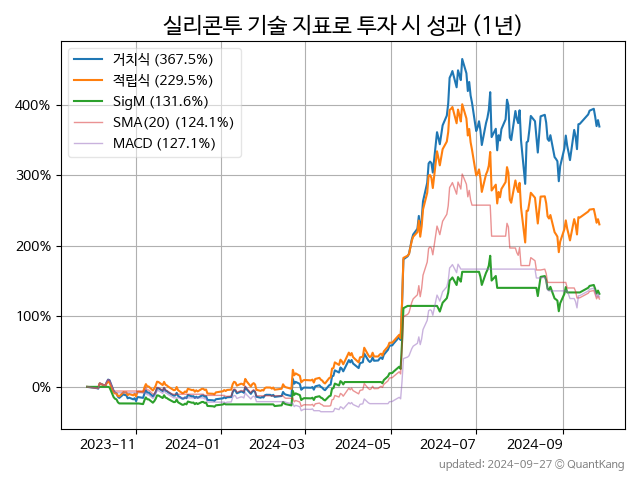 실리콘투 기술 지표로 투자 시 성과 (1년)
거치식 (367.5%)
적립식 (229.5%)
SigM (131.6%)
SMA(20) (124.1%)
MACD (127.1%)
400%
300%
200%
100%
0%
2023-11 2024-01 2024-03 2024-05 2024-07 2024-09
updated: 2024-09-27 © QuantKang